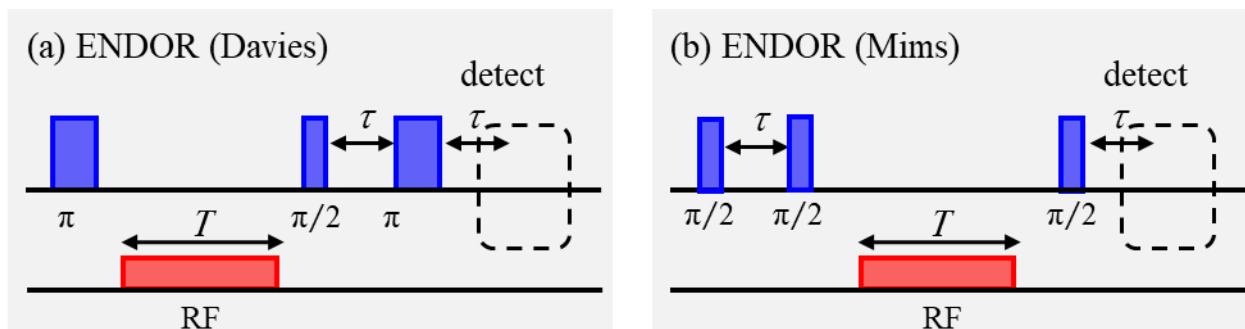 (a) ENDOR (Davies)
detect
τ
τ
π
T
π/2
π
RF
(b) ENDOR (Mims)
detect
τ
τ
π/2
π/2
T
π/2
RF